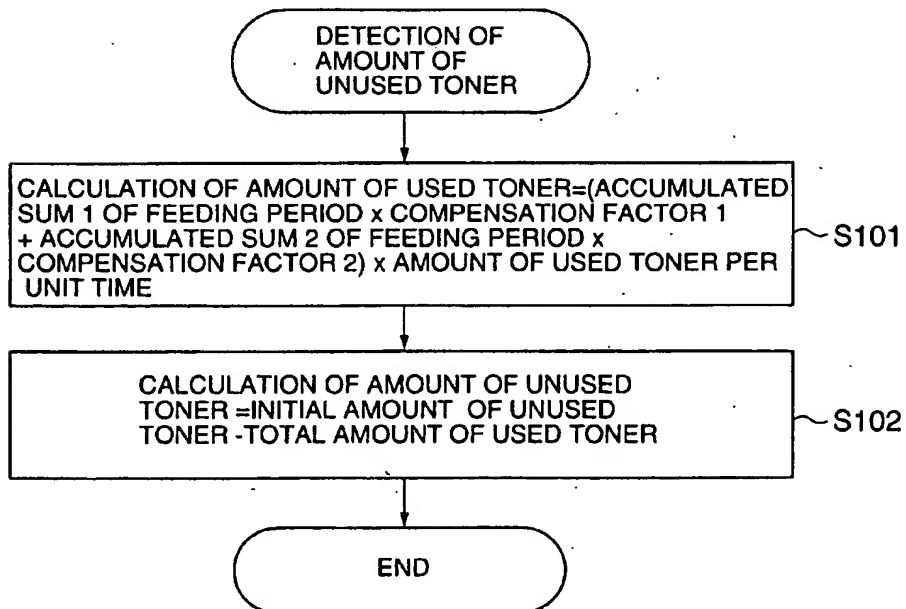 DETECTION OF
AMOUNT OF
UNUSED TONER
CALCULATION OF AMOUNT OF USED TONER=(ACCUMULATED
SUM 1 OF FEEDING PERIOD x COMPENSATION FACTOR 1
+ ACCUMULATED SUM 2 OF FEEDING PERIOD x
COMPENSATION FACTOR 2) x AMOUNT OF USED TONER PER
UNIT TIME
S101
CALCULATION OF AMOUNT OF UNUSED
TONER =INITIAL AMOUNT OF UNUSED
TONER -TOTAL AMOUNT OF USED TONER
S102
END